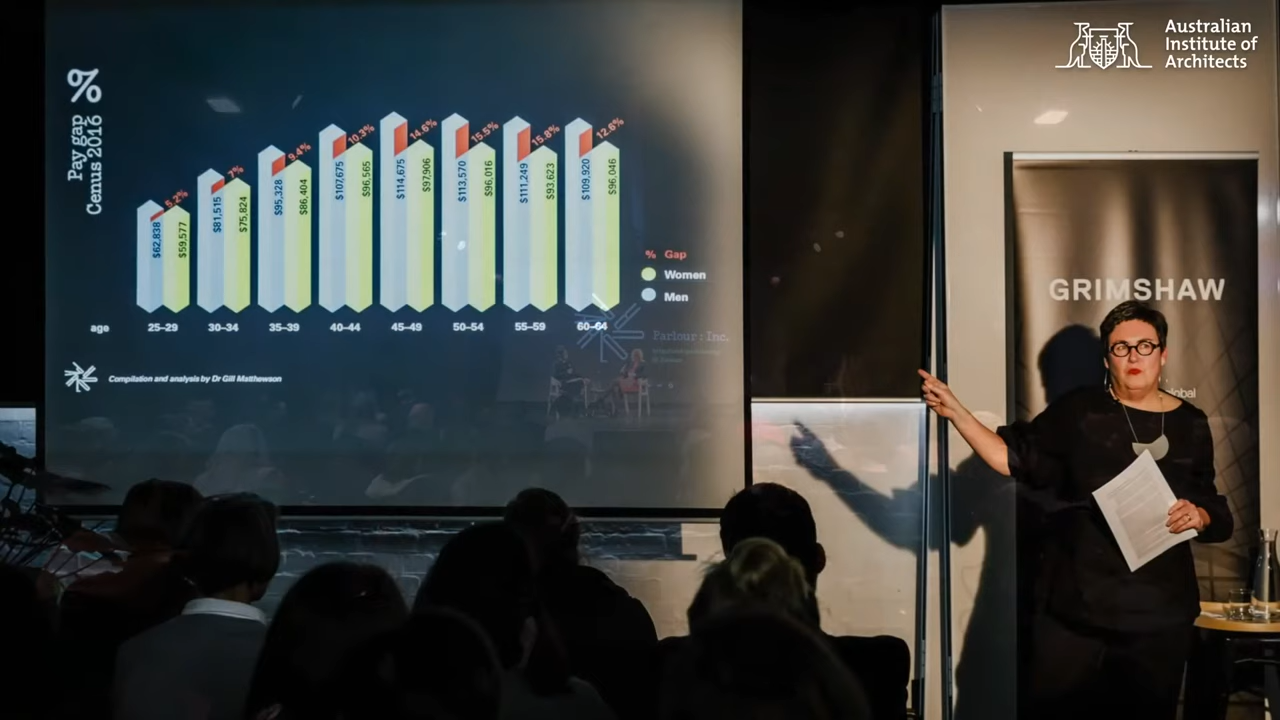 Australian
Institute of
Architects
%
Pay gap
Cenus 2016
5.2%
7%
9.4%
10.3%
14.6%
15.5%
15.8%
12.6%
$62,838
$59,577
$81,515
$75,824
$95,328
$86,404
$107,675
$96,565
$114,675
$97,906
$113,570
$96,016
$111,249
$93,623
$109,920
$96,046
% Gap
Women
Men
age 25–29 30–34 35–39 40–44 45–49 50–54 55–59 60–64
Parlour : Inc.
Compilation and analysis by Dr Gill Matthewson
GRIMSHAW